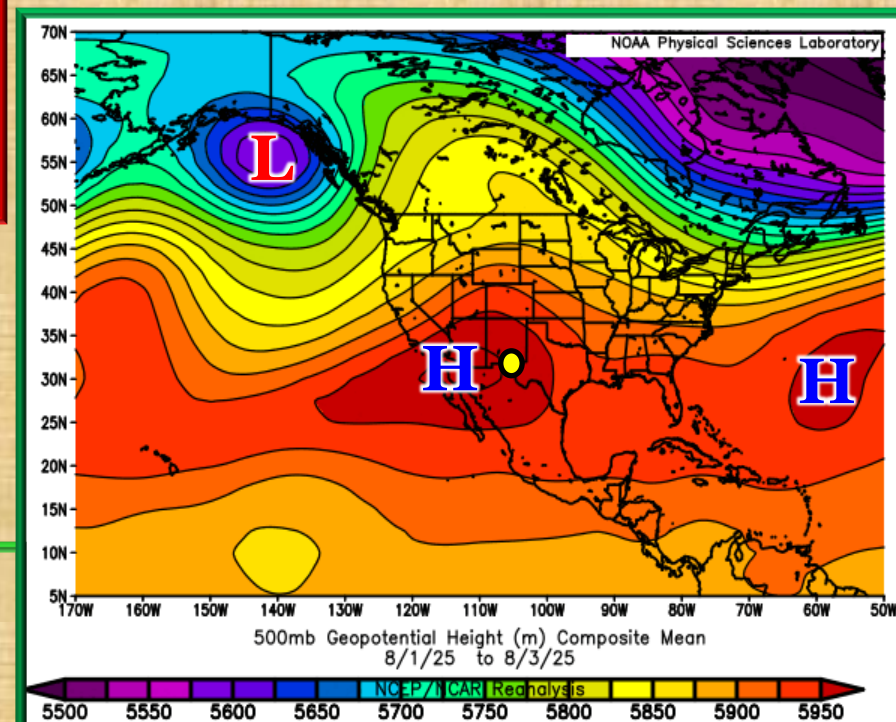 NOAA Physical Sciences Laboratory
70N
65N
60N
55N
50N
45N
40N
35N
30N
25N
20N
15N
10N
5N
L
H
H
170W 160W 150W 140W 130W 120W 110W 100W 90W 80W 70W 60W 50W
500mb Geopotential Height (m) Composite Mean
8/1/25 to 8/3/25
NCEP/NCAR Reanalysis
5500 5550 5600 5650 5700 5750 5800 5850 5900 5950